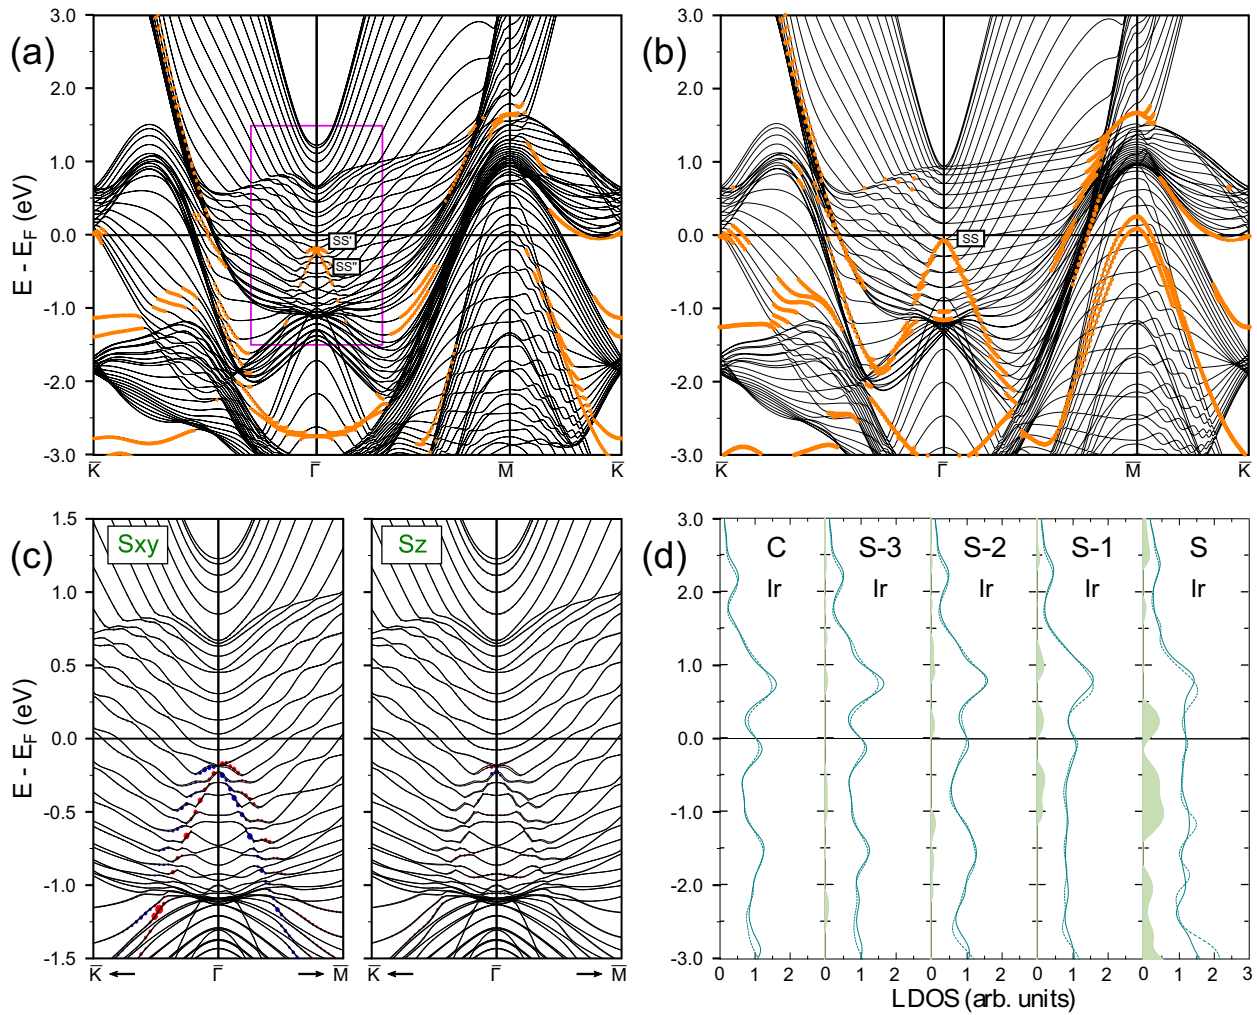 (a)
3.0
2.0
1.0
0.0
-1.0
-2.0
-3.0
E - E_F (eV)
SS'
SS"
K̅
Γ̅
M̅
K̅
(b)
3.0
2.0
1.0
0.0
-1.0
-2.0
-3.0
SS
K̅
Γ̅
M̅
K̅
(c)
1.5
1.0
0.5
0.0
-0.5
-1.0
-1.5
E - E_F (eV)
Sxy
K̅
Γ̅
M̅
Sz
K̅
Γ̅
M̅
(d)
3.0
2.0
1.0
0.0
-1.0
-2.0
-3.0
C
Ir
S-3
Ir
S-2
Ir
S-1
Ir
S
Ir
0 1 2 0 1 2 0 1 2 0 1 2 0 1 2 3
LDOS (arb. units)